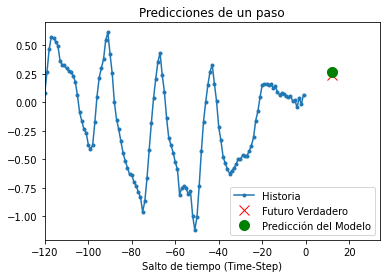 Predicciones de un paso
0.50
0.25
0.00
−0.25
−0.50
−0.75
−1.00
−120 −100 −80 −60 −40 −20 0 20
Salto de tiempo (Time-Step)
Historia
Futuro Verdadero
Predicción del Modelo